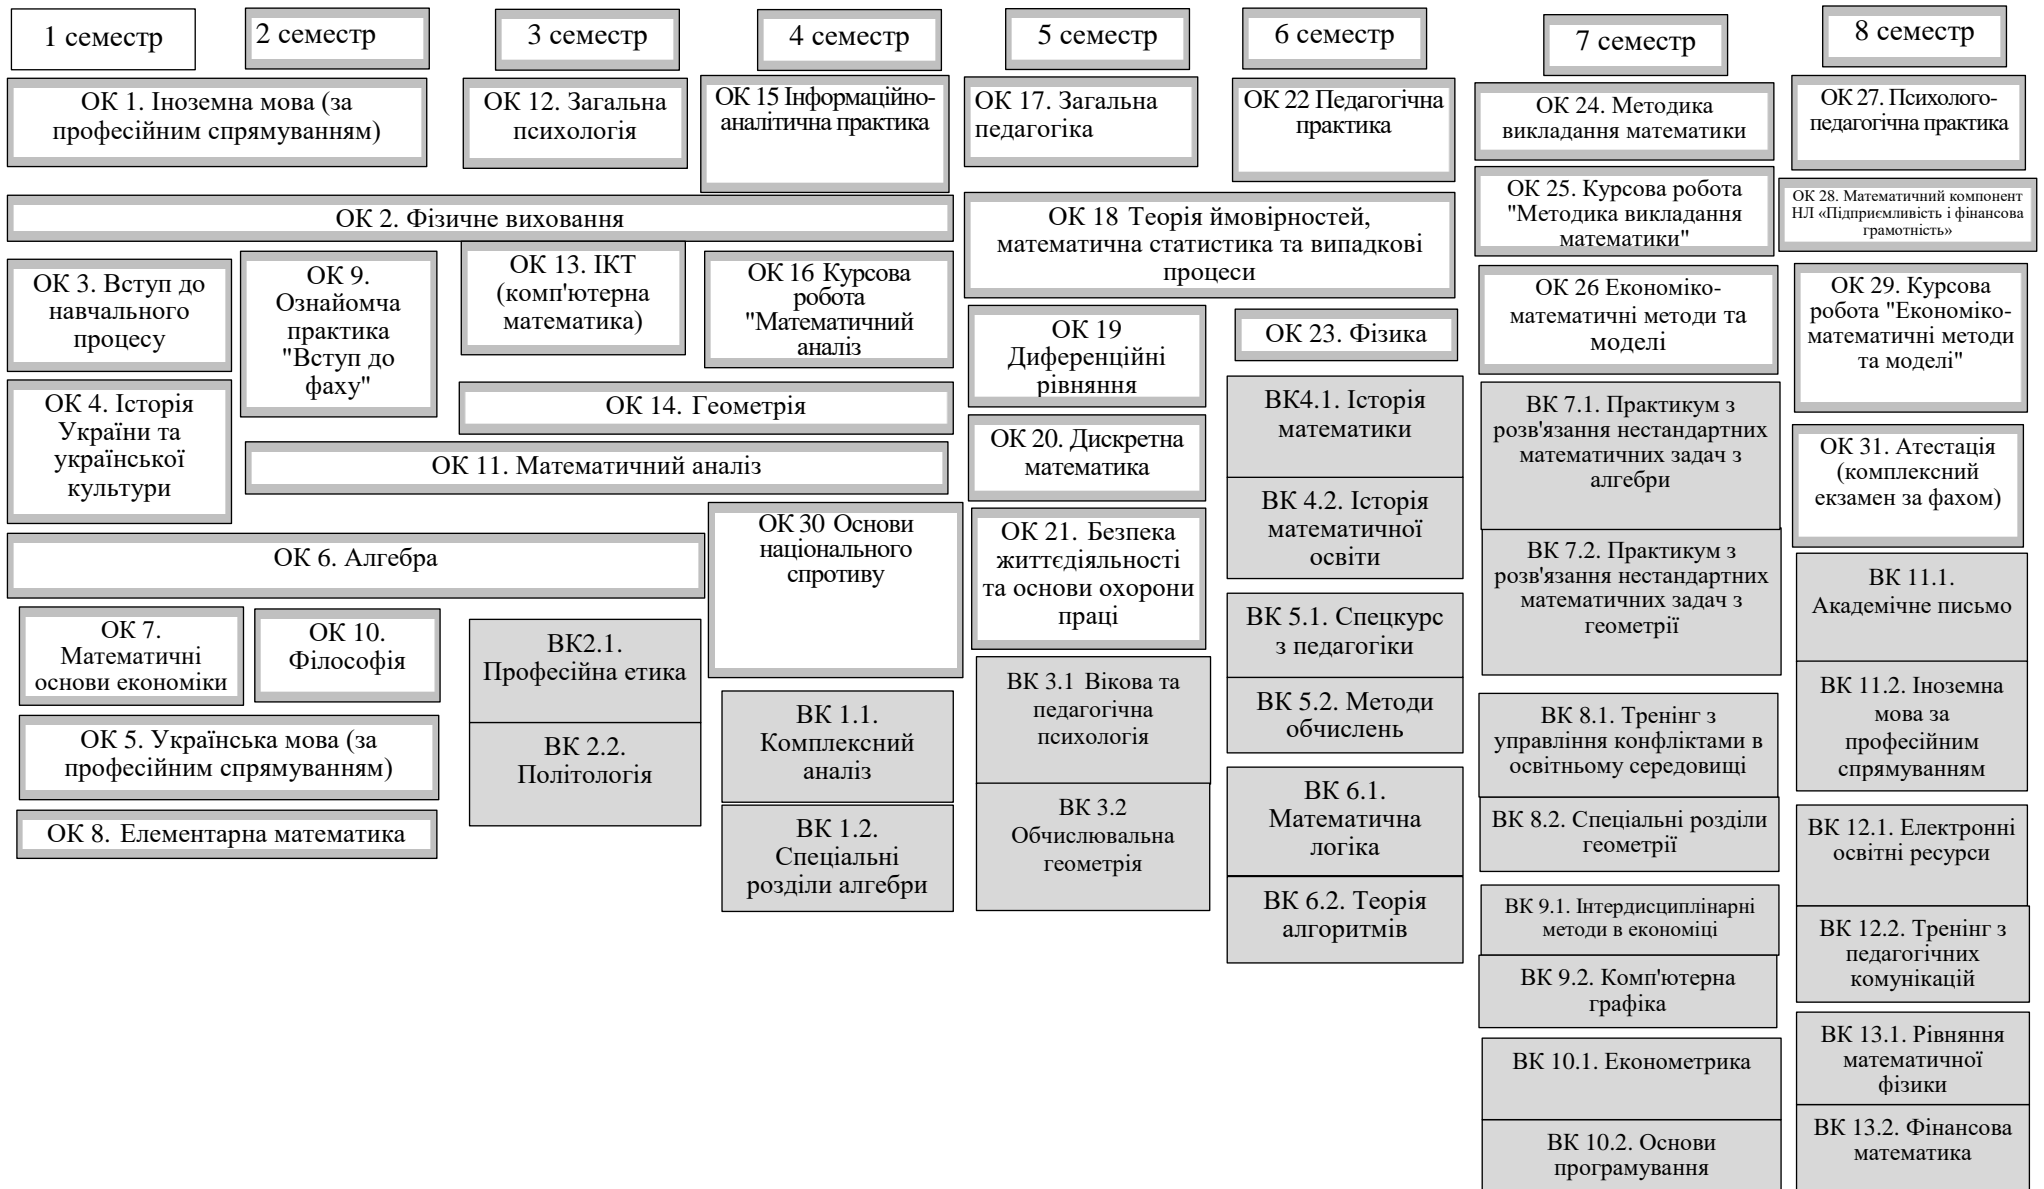 1 семестр
2 семестр
3 семестр
4 семестр
5 семестр
6 семестр
7 семестр
8 семестр
ОК 1. Іноземна мова (за
професійним спрямуванням)
ОК 12. Загальна
психологія
ОК 15 Інформаційно-
аналітична практика
ОК 17. Загальна
педагогіка
ОК 22 Педагогічна
практика
ОК 24. Методика
викладання математики
ОК 27. Психолого-
педагогічна практика
ОК 2. Фізичне виховання
ОК 18 Теорія ймовірностей,
математична статистика та випадкові
процеси
ОК 25. Курсова робота
"Методика викладання
математики"
ОК 28. Математичний компонент
НЛ «Підприємливість і фінансова
грамотність»
ОК 3. Вступ до
навчального
процесу
ОК 9.
Ознайомча
практика
"Вступ до
фаху"
ОК 13. ІКТ
(комп'ютерна
математика)
ОК 16 Курсова
робота
"Математичний
аналіз
ОК 19
Диференційні
рівняння
ОК 23. Фізика
ОК 26 Економіко-
математичні методи та
моделі
ОК 29. Курсова
робота "Економіко-
математичні методи
та моделі"
ОК 4. Історія
України та
української
культури
ОК 14. Геометрія
ОК 11. Математичний аналіз
ОК 20. Дискретна
математика
ВК4.1. Історія
математики
ВК 4.2. Історія
математичної
освіти
ВК 7.1. Практикум з
розв'язання нестандартних
математичних задач з
алгебри
ВК 7.2. Практикум з
розв'язання нестандартних
математичних задач з
геометрії
ОК 31. Атестація
(комплексний
екзамен за фахом)
ОК 6. Алгебра
ОК 30 Основи
національного
спротиву
ОК 21. Безпека
життєдіяльності
та основи охорони
праці
ВК 11.1.
Академічне письмо
ВК 11.2. Іноземна
мова за
професійним
спрямуванням
ОК 7.
Математичні
основи економіки
ОК 10.
Філософія
ВК2.1.
Професійна етика
ВК 2.2.
Політологія
ВК 1.1.
Комплексний
аналіз
ВК 1.2.
Спеціальні
розділи алгебри
ВК 3.1 Вікова та
педагогічна
психологія
ВК 3.2
Обчислювальна
геометрія
ВК 5.1. Спецкурс
з педагогіки
ВК 5.2. Методи
обчислень
ВК 8.1. Тренінг з
управління конфліктами в
освітньому середовищі
ВК 8.2. Спеціальні розділи
геометрії
ОК 5. Українська мова (за
професійним спрямуванням)
ОК 8. Елементарна математика
ВК 6.1.
Математична
логіка
ВК 6.2. Теорія
алгоритмів
ВК 9.1. Інтердисциплінарні
методи в економіці
ВК 9.2. Комп'ютерна
графіка
ВК 12.1. Електронні
освітні ресурси
ВК 12.2. Тренінг з
педагогічних
комунікацій
ВК 10.1. Економетрика
ВК 10.2. Основи
програмування
ВК 13.1. Рівняння
математичної
фізики
ВК 13.2. Фінансова
математика